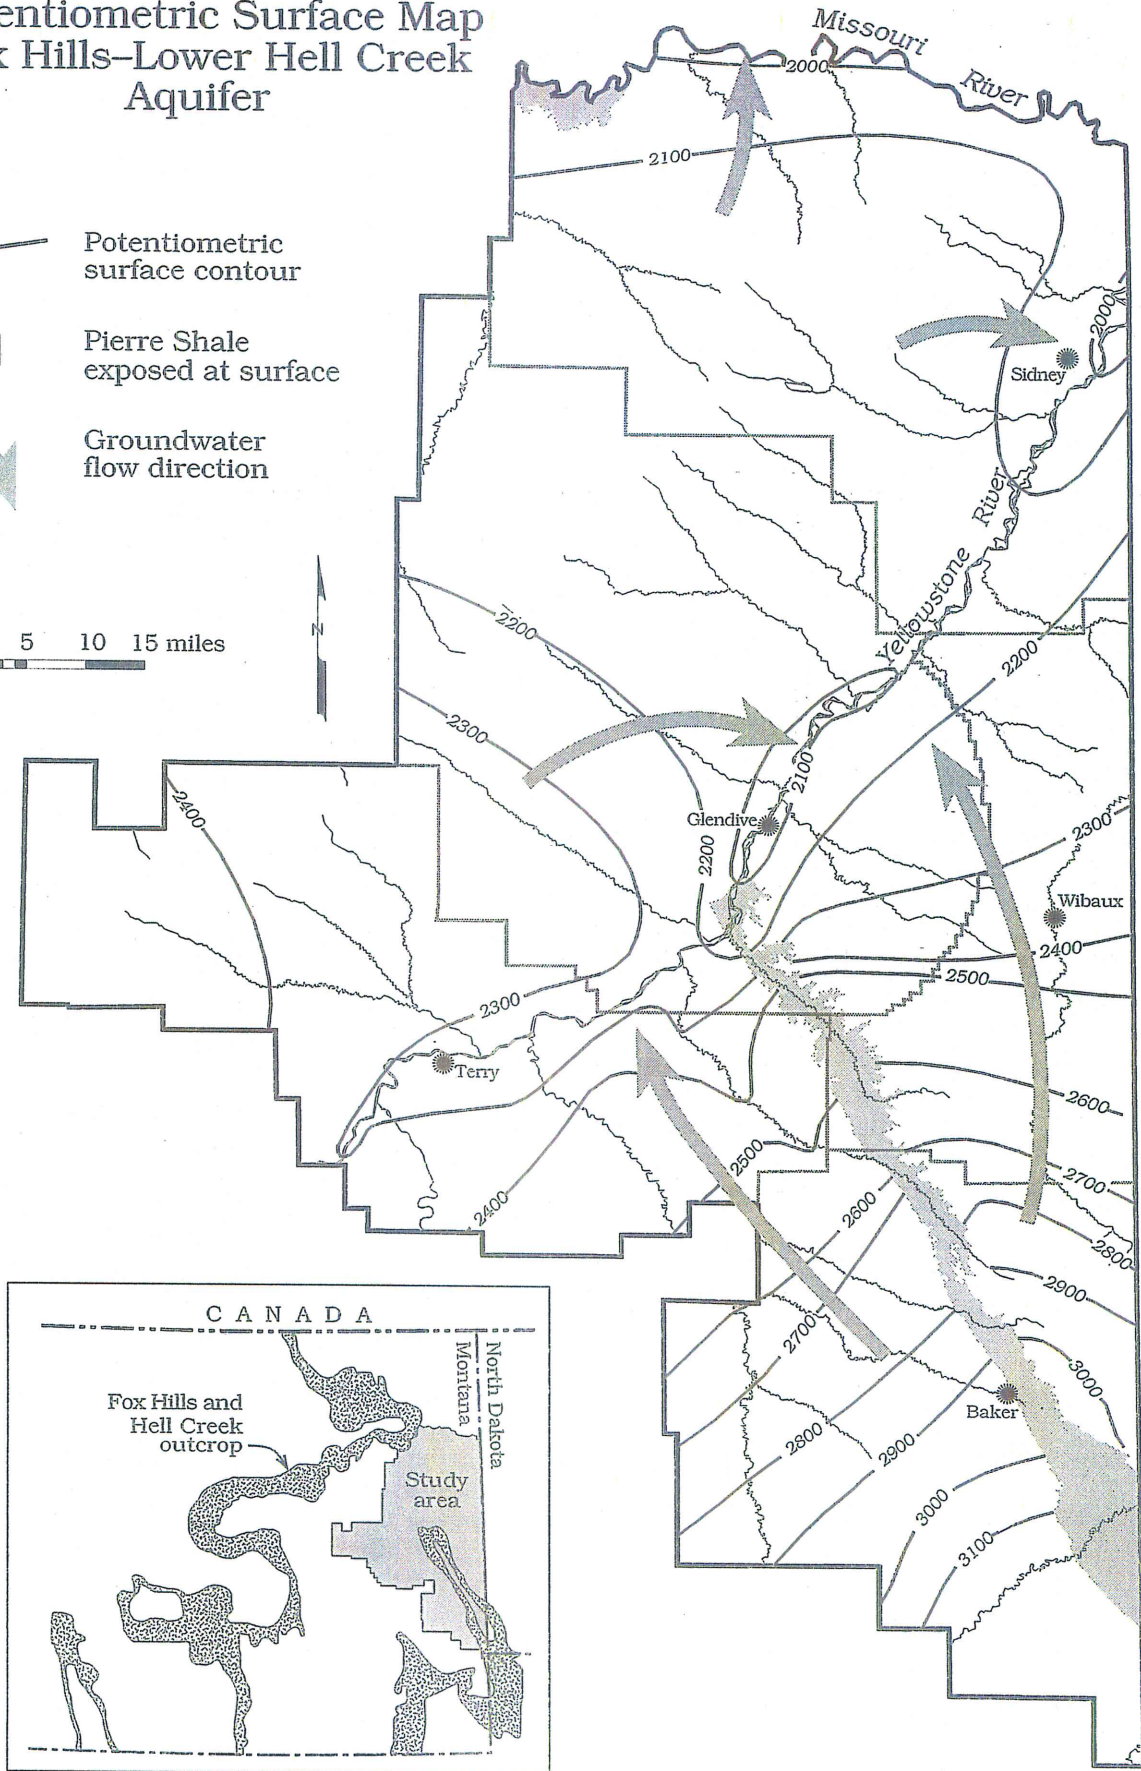 entiometric Surface Map
Hills–Lower Hell Creek
Aquifer
Potentiometric
surface contour
Pierre Shale
exposed at surface
Groundwater
flow direction
5 10 15 miles
N
Missouri
River
2000
2100
2000
Sidney
Yellowstone River
2200
2200
2300
2400
2100
Glendive
2200
2300
Wibaux
2400
2500
2300
Terry
2600
2500
2700
2400
2600
2800
2900
2700
3000
Baker
2800
2900
3000
3100
CANADA
Montana
North Dakota
Fox Hills and
Hell Creek
outcrop
Study
area